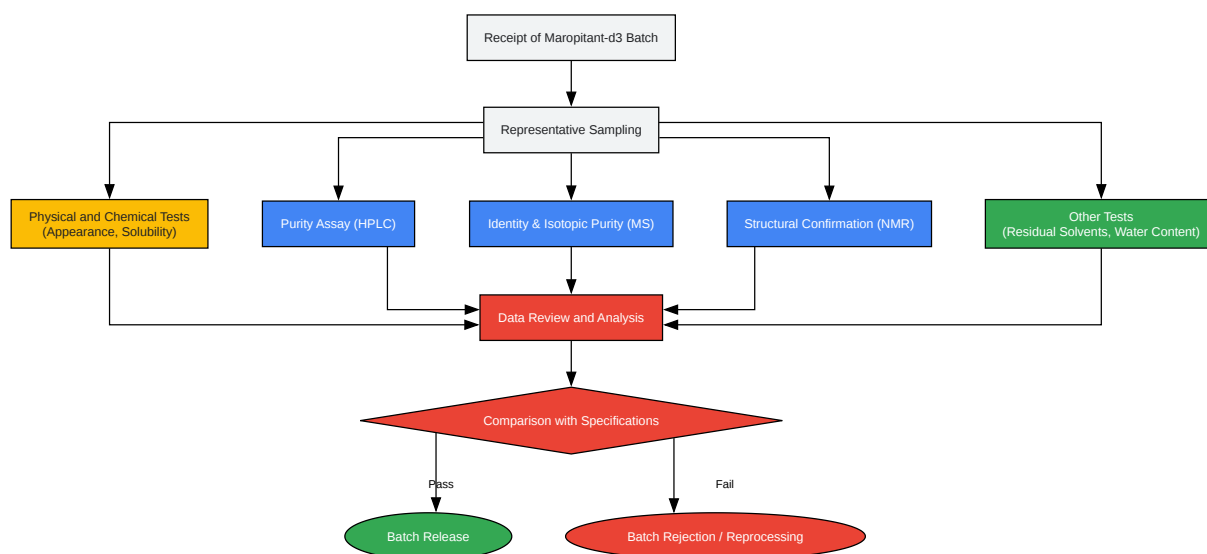 Receipt of Maropitant-d3 Batch
Representative Sampling
Physical and Chemical Tests
(Appearance, Solubility)
Purity Assay (HPLC)
Identity & Isotopic Purity (MS)
Structural Confirmation (NMR)
Other Tests
(Residual Solvents, Water Content)
Data Review and Analysis
Comparison with Specifications
Pass
Fail
Batch Release
Batch Rejection / Reprocessing